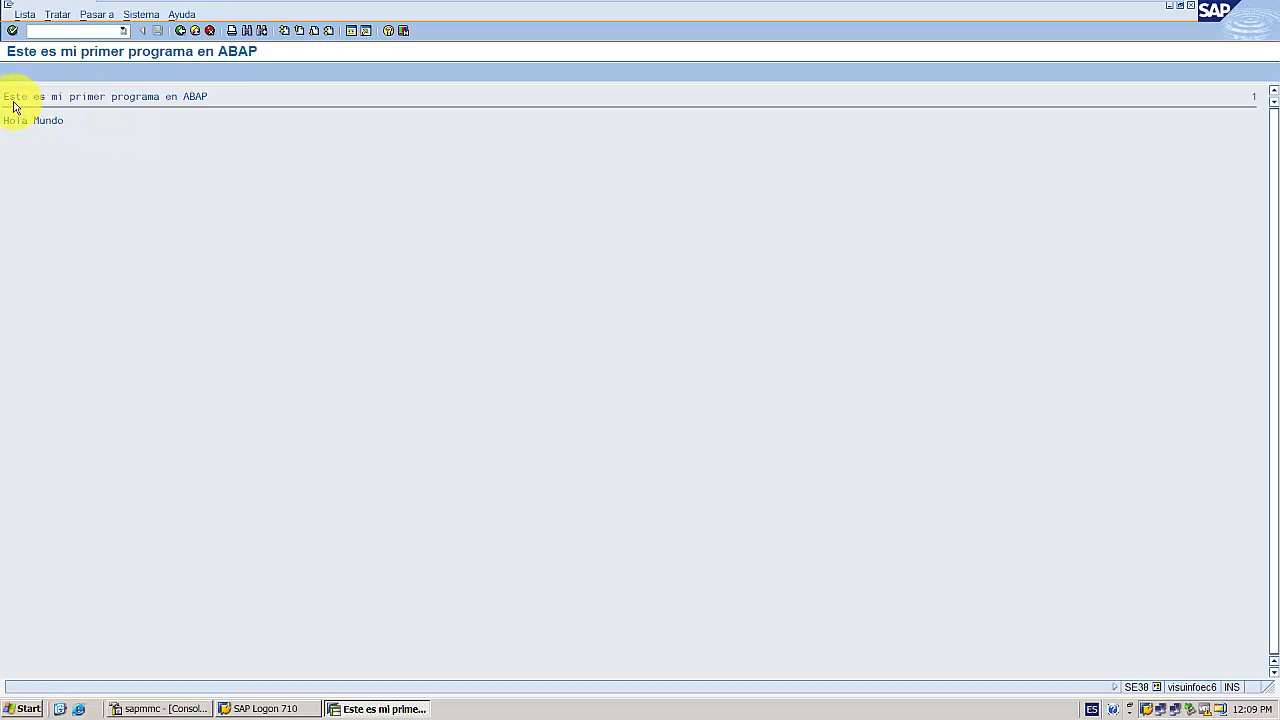 Lista Tratar Pasar a Sistema Ayuda
SAP
Este es mi primer programa en ABAP
Este es mi primer programa en ABAP 1
Hola Mundo
SE38 visuinfoec6 INS
Start sapmmc - [Consol... SAP Logon 710 Este es mi prime... ES 12:09 PM